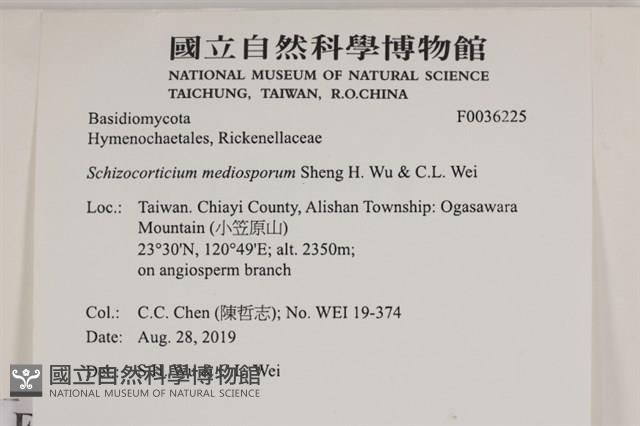 國立自然科學博物館
NATIONAL MUSEUM OF NATURAL SCIENCE
TAICHUNG, TAIWAN, R.O.CHINA
Basidiomycota F0036225
Hymenochaetales, Rickenellaceae
Schizocorticium mediosporum Sheng H. Wu & C.L. Wei
Loc.: Taiwan. Chiayi County, Alishan Township: Ogasawara
Mountain (小笠原山)
23°30'N, 120°49'E; alt. 2350m;
on angiosperm branch
Col.: C.C. Chen (陳哲志); No. WEI 19-374
Date: Aug. 28, 2019
Det.: S.H. Wu & C.L. Wei
國立自然科學博物館
NATIONAL MUSEUM OF NATURAL SCIENCE